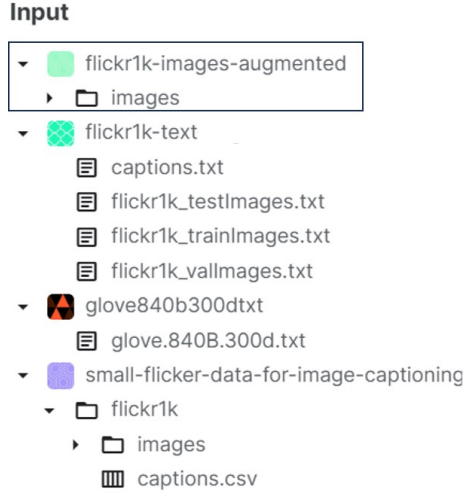 Input
flickr1k-images-augmented
images
flickr1k-text
captions.txt
flickr1k_testImages.txt
flickr1k_trainImages.txt
flickr1k_valImages.txt
glove840b300dtxt
glove.840B.300d.txt
small-flicker-data-for-image-captioning
flickr1k
images
captions.csv